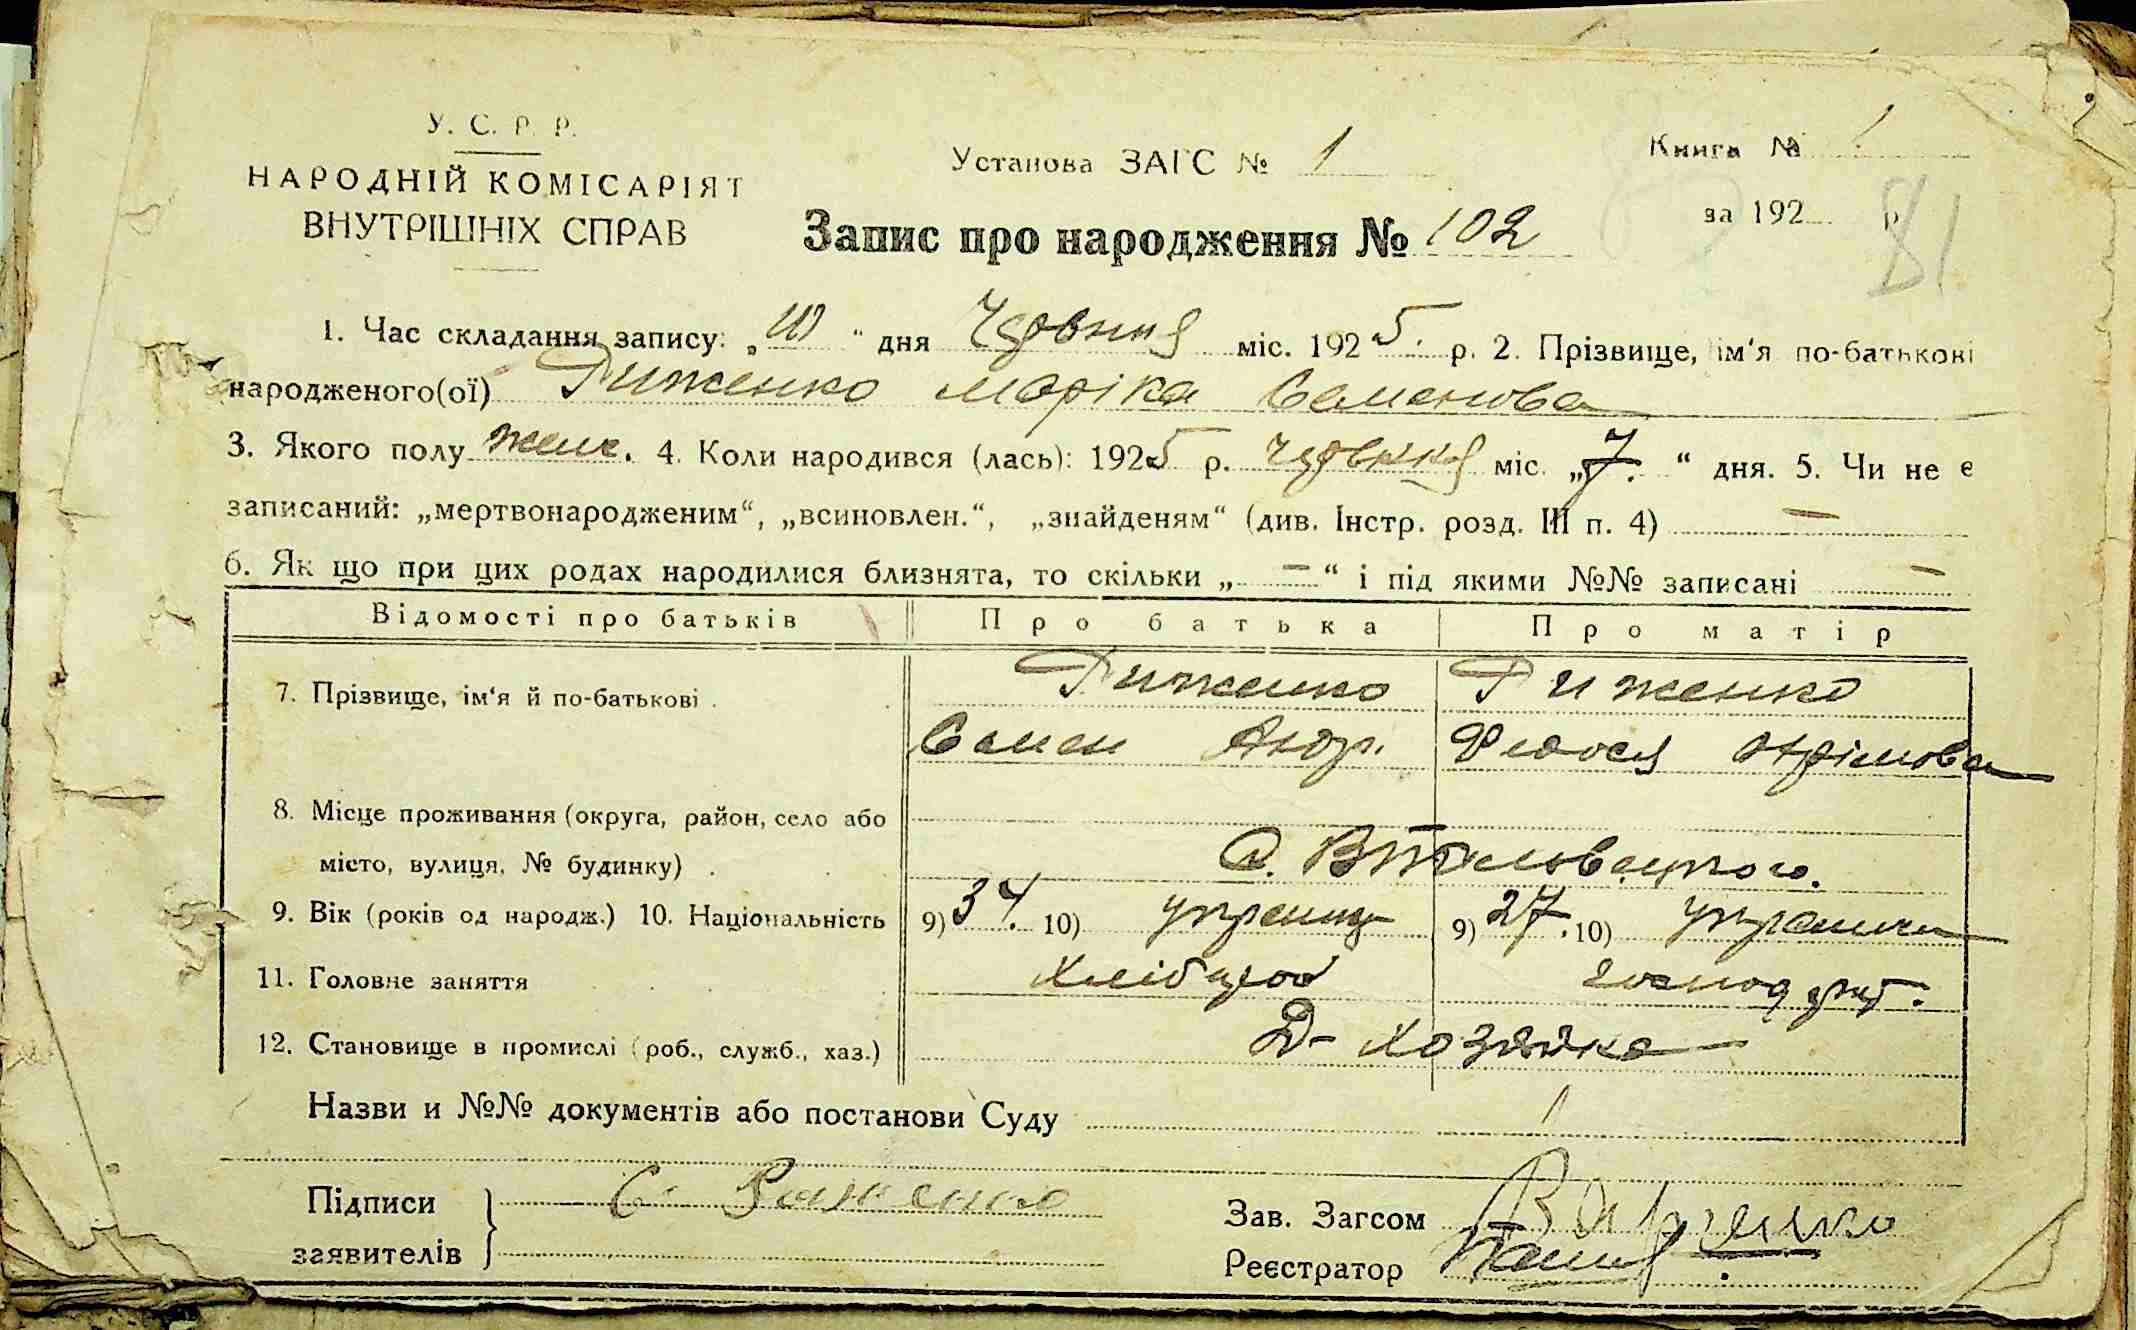 У. С. Р. Р.
НАРОДНІЙ КОМІСАРІЯТ
ВНУТРІШНІХ СПРАВ
Установа ЗАГС № 1
Книга № 1
за 192 р
81
Запис про народження № 102
1. Час складання запису: „10“ дня Червня міс. 1925. р. 2. Прізвище, ім'я по-батькові
народженого(ої) Риженко Маріка Семенова
3. Якого полу жен. 4. Коли народився (лась): 1925 р. червня міс. „7.“ дня. 5. Чи не є
записаний: „мертвонародженим“, „всиновлен.“, „знайденям“ (див. Інстр. розд. III п. 4) —
6. Як що при цих родах народилися близнята, то скільки „—“ і під якими №№ записані —
Відомості про батьків Про батька Про матір
7. Прізвище, ім'я й по-батькові . Риженко Риженко
Семен Андр. Федося
8. Місце проживання (округа, район, село або
місто, вулиця, № будинку) . С.
9. Вік (років од народж.) 10. Національність 9) 34. 10) украинц 9) 27. 10)
11. Головне заняття Хлібороб господ
12. Становище в промислі (роб., служб., хаз.) Д- хозяйка
Назви и №№ документів або постанови Суду
Підписи
заявителів } С.
Зав. Загсом
Реєстратор